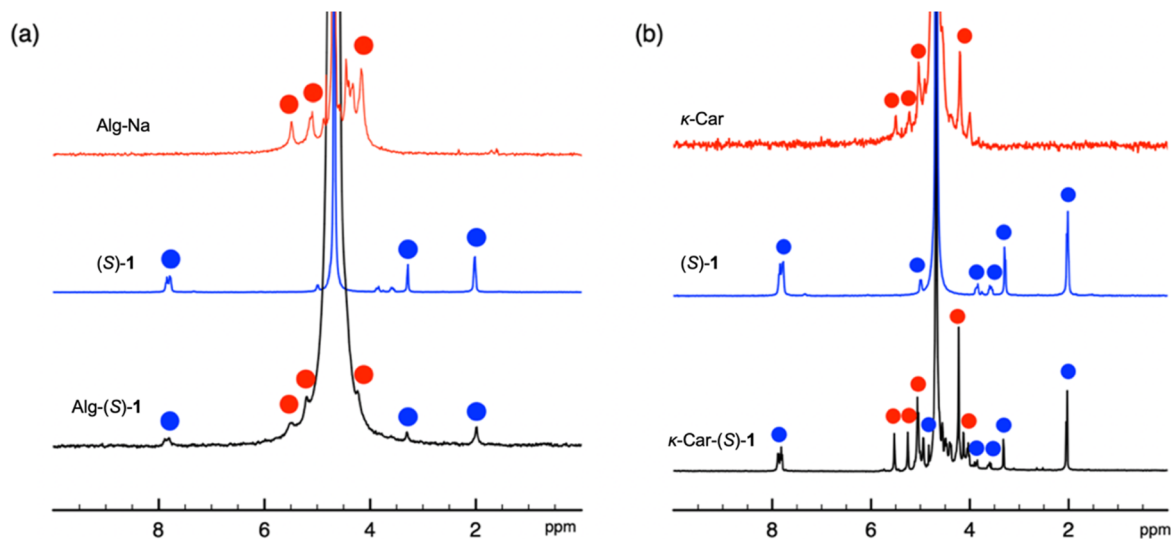 (a)
Alg-Na
(S)-1
Alg-(S)-1
8
6
4
2
ppm
(b)
κ-Car
(S)-1
κ-Car-(S)-1
8
6
4
2
ppm